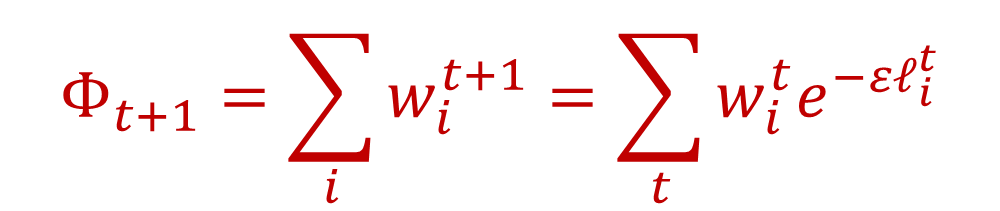 Φ_{t+1} = ∑_i w_i^{t+1} = ∑_t w_i^t e^{-εℓ_i^t}